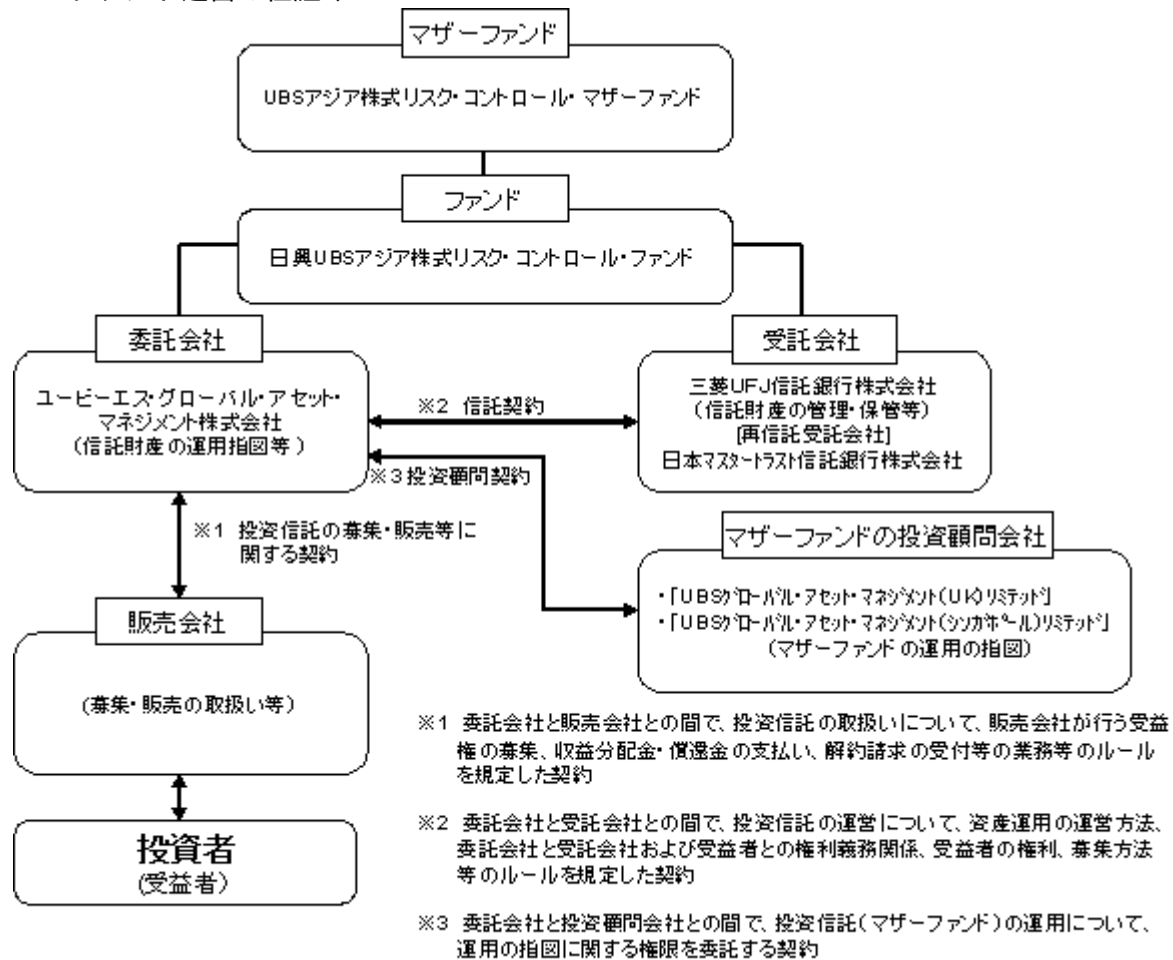 マザーファンド
UBSアジア株式リスク・コントロール・マザーファンド
ファンド
日興UBSアジア株式リスク・コントロール・ファンド
委託会社
ユービーエス・グローバル・アセット・
マネジメント株式会社
(信託財産の運用指図等)
受託会社
三菱UFJ信託銀行株式会社
(信託財産の管理・保管等)
[再信託受託会社]
日本マスタートラスト信託銀行株式会社
※2 信託契約
※3投資顧問契約
※1 投資信託の募集・販売等に
関する契約
マザーファンドの投資顧問会社
・「UBSグローバル・アセット・マネジメント(UK)リミテッド」
・「UBSグローバル・アセット・マネジメント(シンガポール)リミテッド」
(マザーファンドの運用の指図)
販売会社
(募集・販売の取扱い等)
投資者
(受益者)
※1 委託会社と販売会社との間で、投資信託の取扱いについて、販売会社が行う受益
権の募集、収益分配金・償還金の支払い、解約請求の受付等の業務等のルール
を規定した契約
※2 委託会社と受託会社との間で、投資信託の運営について、資産運用の運営方法、
委託会社と受託会社および受益者との権利義務関係、受益者の権利、募集方法
等のルールを規定した契約
※3 委託会社と投資顧問会社との間で、投資信託(マザーファンド)の運用について、
運用の指図に関する権限を委託する契約